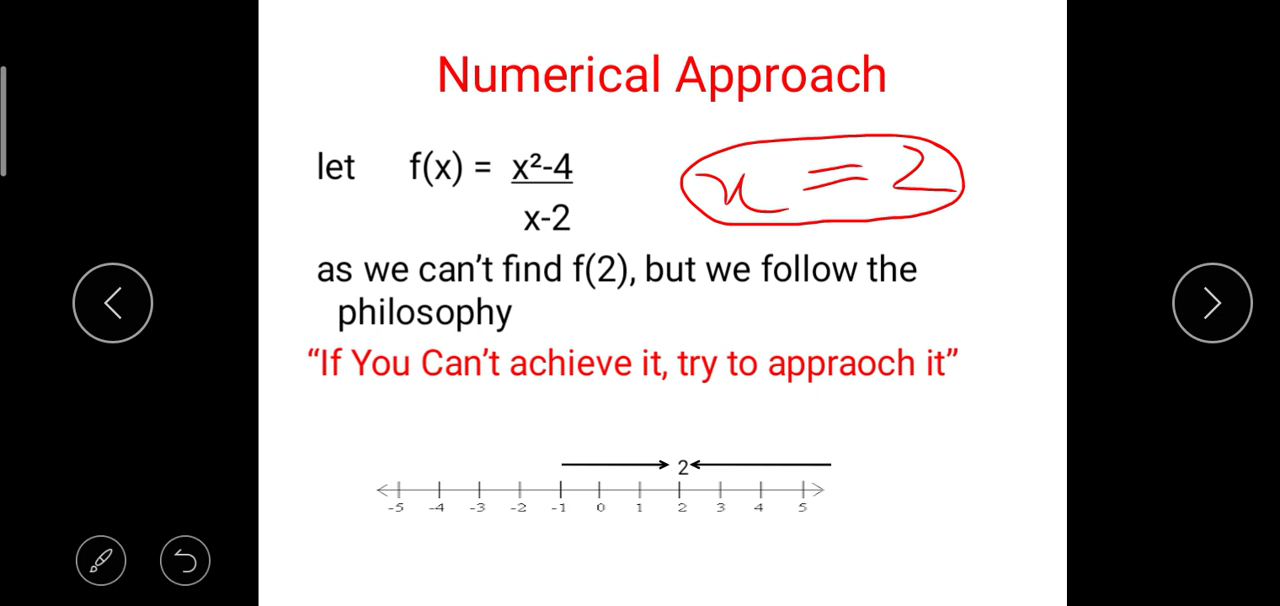 Numerical Approach
let f(x) = x²-4
x-2
x = 2
as we can’t find f(2), but we follow the
philosophy
“If You Can’t achieve it, try to appraoch it”
2
-5 -4 -3 -2 -1 0 1 2 3 4 5